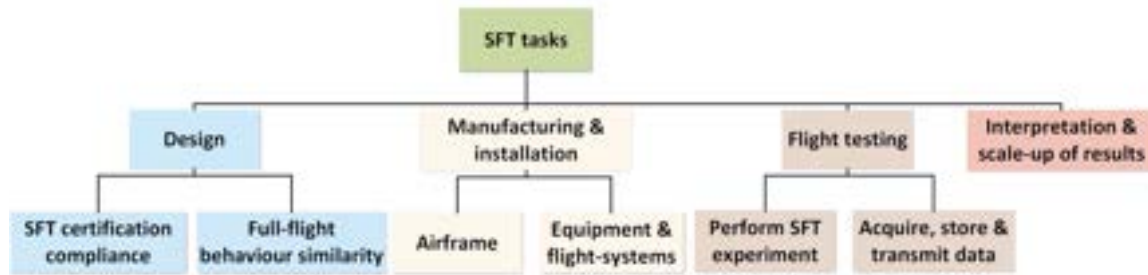 SFT tasks
Design
Manufacturing &
installation
Flight testing
Interpretation &
scale-up of results
SFT certification
compliance
Full-flight
behaviour similarity
Airframe
Equipment &
flight-systems
Perform SFT
experiment
Acquire, store &
transmit data